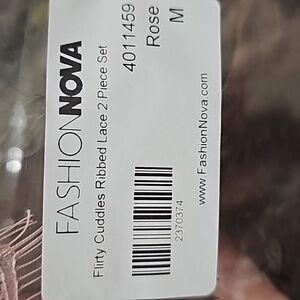 FASHIONNOVA
Flirty Cuddles Ribbed Lace 2 Piece Set
4011459
Rose
M
2370374
www.FashionNova.com